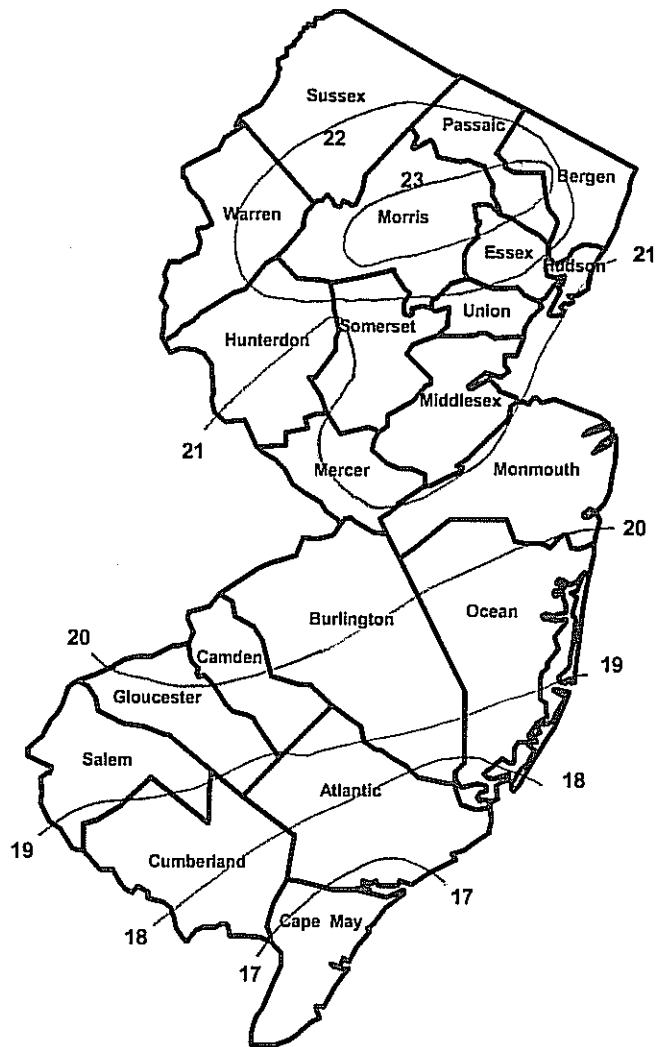 Sussex
Passaic
22
Bergen
23
Warren
Morris
Essex
21
Hudson
Union
Somerset
Hunterdon
Middlesex
21
Mercer
Monmouth
20
Ocean
Burlington
20
Camden
19
Gloucester
Salem
18
Atlantic
19
Cumberland
17
Cape May
18
17